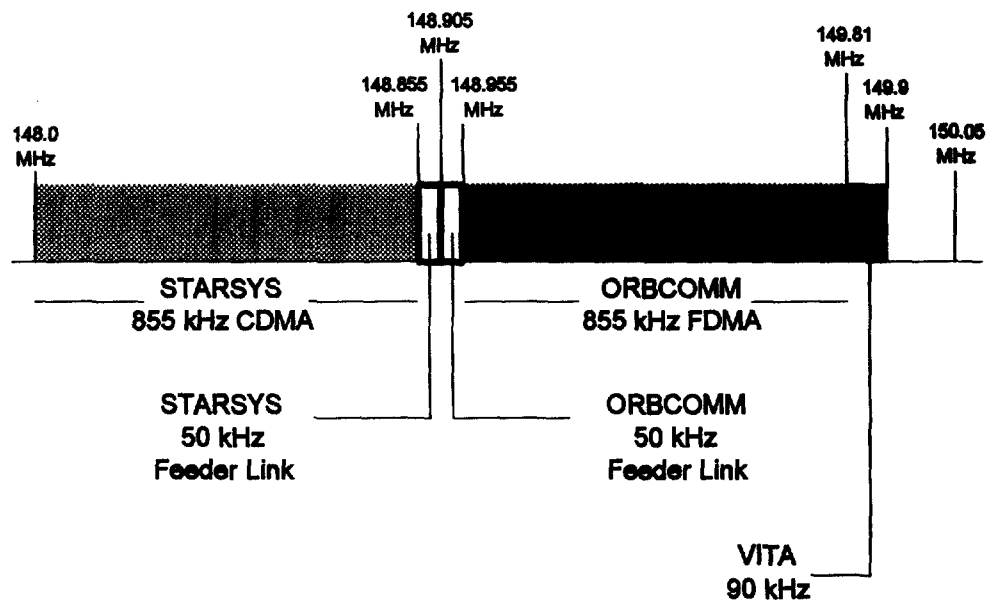 148.905
MHz
149.81
MHz
148.855
MHz
148.955
MHz
149.9
MHz
148.0
MHz
150.05
MHz
STARSYS
855 kHz CDMA
ORBCOMM
855 kHz FDMA
STARSYS
50 kHz
Feeder Link
ORBCOMM
50 kHz
Feeder Link
VITA
90 kHz